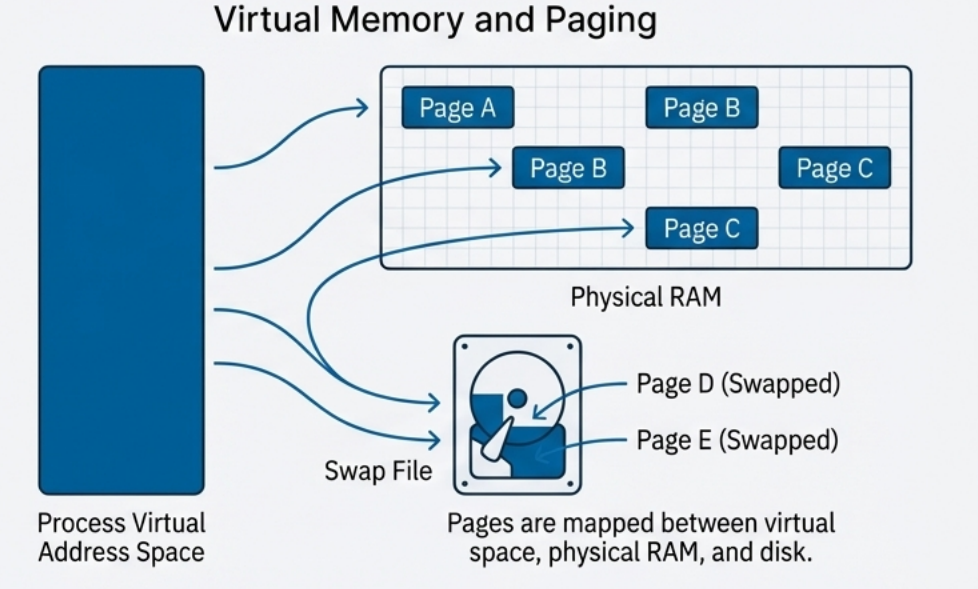 Virtual Memory and Paging
Page A
Page B
Page B
Page C
Page C
Physical RAM
Page D (Swapped)
Page E (Swapped)
Swap File
Process Virtual
Address Space
Pages are mapped between virtual
space, physical RAM, and disk.